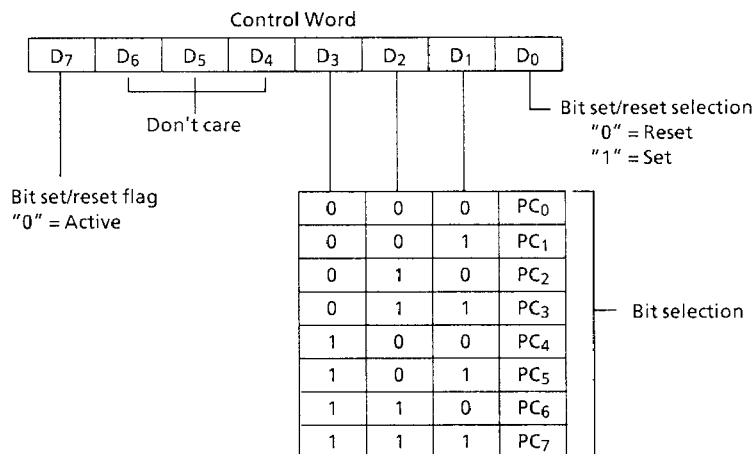 Control Word
D7 D6 D5 D4 D3 D2 D1 D0
Don't care
Bit set/reset selection
"0" = Reset
"1" = Set
Bit set/reset flag
"0" = Active
0 0 0 PC0
0 0 1 PC1
0 1 0 PC2
0 1 1 PC3
1 0 0 PC4
1 0 1 PC5
1 1 0 PC6
1 1 1 PC7
Bit selection